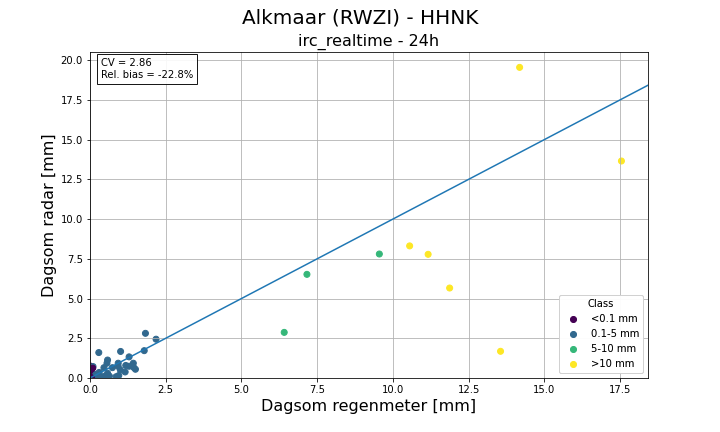 Alkmaar (RWZI) - HHNK
irc_realtime - 24h
CV = 2.86
Rel. bias = -22.8%
Dagsom radar [mm]
20.0
17.5
15.0
12.5
10.0
7.5
5.0
2.5
0.0
Class
<0.1 mm
0.1-5 mm
5-10 mm
>10 mm
0.0 2.5 5.0 7.5 10.0 12.5 15.0 17.5
Dagsom regenmeter [mm]